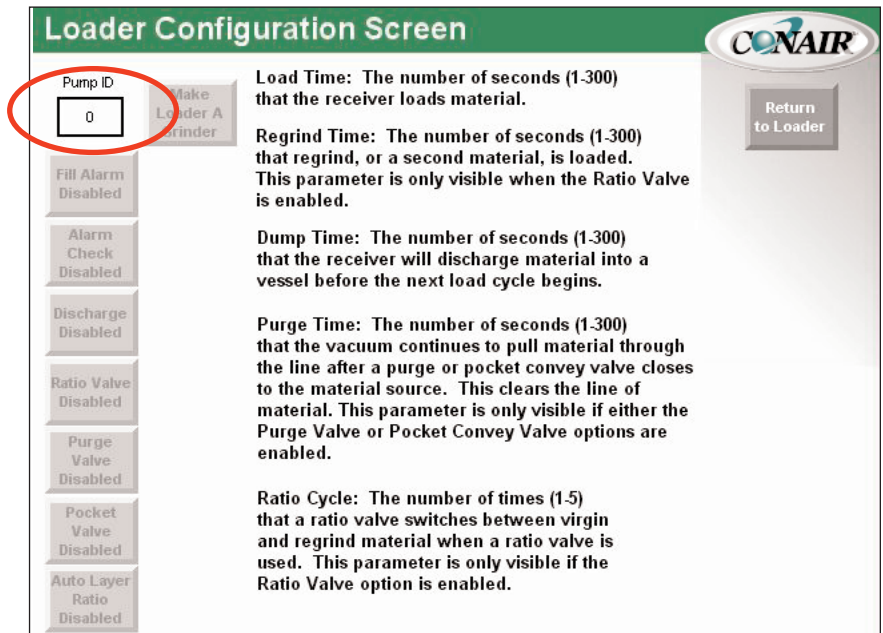 Loader Configuration Screen
CONAIR
Pump ID
0
Make
Loader A
Grinder
Return
to Loader
Fill Alarm
Disabled
Alarm
Check
Disabled
Discharge
Disabled
Ratio Valve
Disabled
Purge
Valve
Disabled
Pocket
Valve
Disabled
Auto Layer
Ratio
Disabled
Load Time: The number of seconds (1-300)
that the receiver loads material.
Regrind Time: The number of seconds (1-300)
that regrind, or a second material, is loaded.
This parameter is only visible when the Ratio Valve
is enabled.
Dump Time: The number of seconds (1-300)
that the receiver will discharge material into a
vessel before the next load cycle begins.
Purge Time: The number of seconds (1-300)
that the vacuum continues to pull material through
the line after a purge or pocket convey valve closes
to the material source. This clears the line of
material. This parameter is only visible if either the
Purge Valve or Pocket Convey Valve options are
enabled.
Ratio Cycle: The number of times (1-5)
that a ratio valve switches between virgin
and regrind material when a ratio valve is
used. This parameter is only visible if the
Ratio Valve option is enabled.